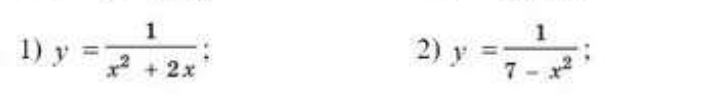 1) y = 1/(x² + 2x); 2) y = 1/(7 - x²);